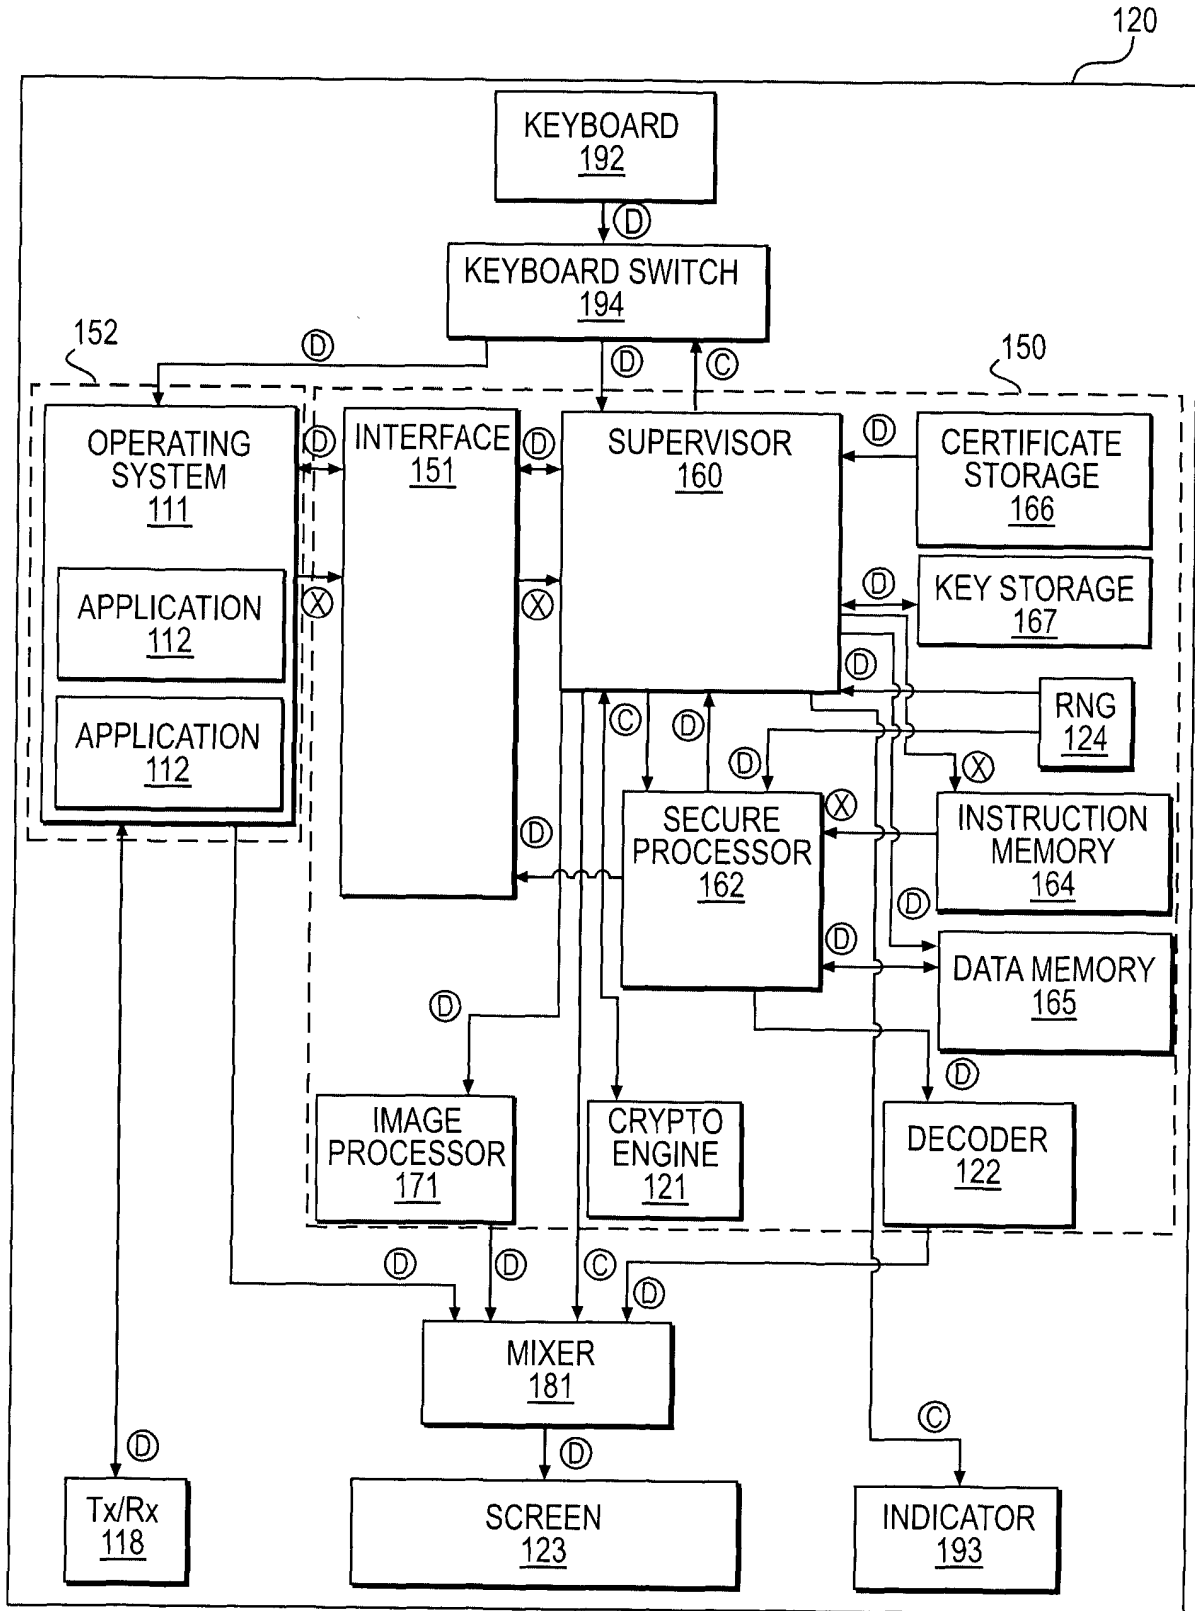 120
KEYBOARD
192
D
KEYBOARD SWITCH
194
152
D
D
C
150
OPERATING
SYSTEM
111
D
INTERFACE
151
D
SUPERVISOR
160
D
CERTIFICATE
STORAGE
166
X
X
D
KEY STORAGE
167
APPLICATION
112
D
RNG
124
APPLICATION
112
C
D
D
X
D
SECURE
PROCESSOR
162
X
INSTRUCTION
MEMORY
164
D
D
DATA MEMORY
165
D
D
IMAGE
PROCESSOR
171
CRYPTO
ENGINE
121
DECODER
122
D
D
C
D
MIXER
181
C
D
D
Tx/Rx
118
SCREEN
123
INDICATOR
193